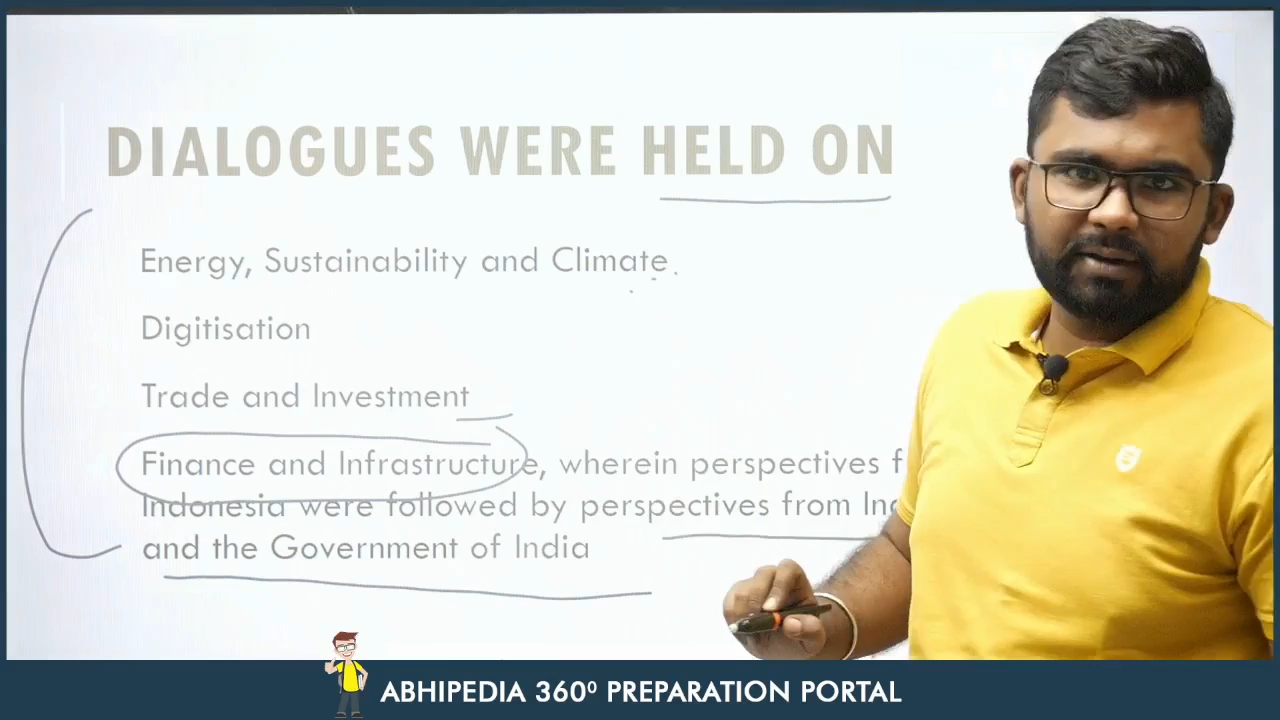 DIALOGUES WERE HELD ON
Energy, Sustainability and Climate
Digitisation
Trade and Investment
Finance and Infrastructure, wherein perspectives
Indonesia were followed by perspectives from
and the Government of India
ABHIPEDIA 360⁰ PREPARATION PORTAL